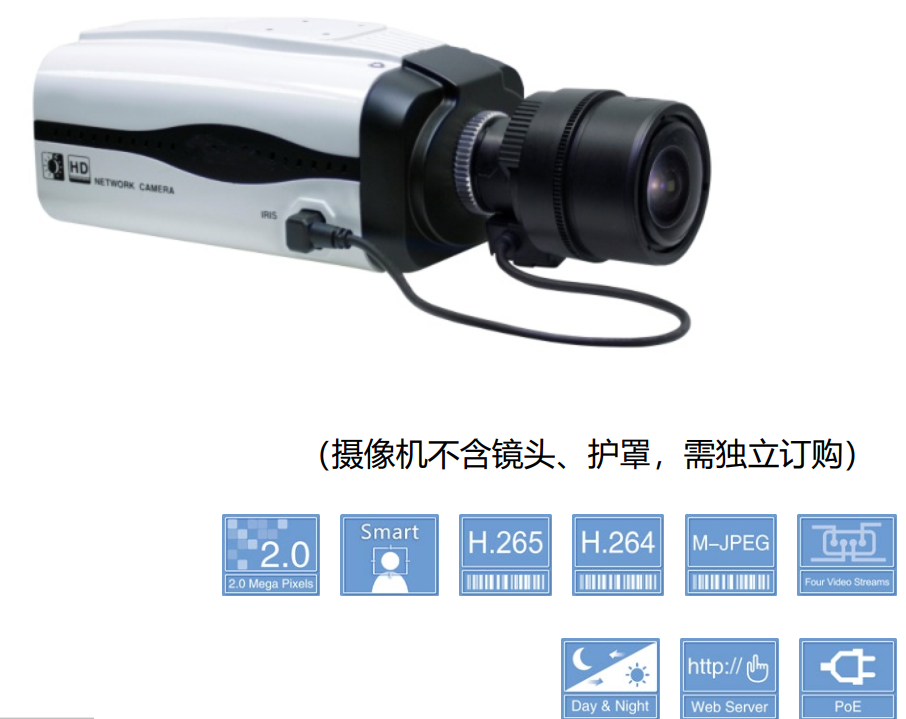 HD
NETWORK CAMERA
IRIS
（摄像机不含镜头、护罩，需独立订购）
2.0
2.0 Mega Pixels
Smart
H.265
H.264
M-JPEG
Four Video Streams
Day & Night
http://
Web Server
PoE